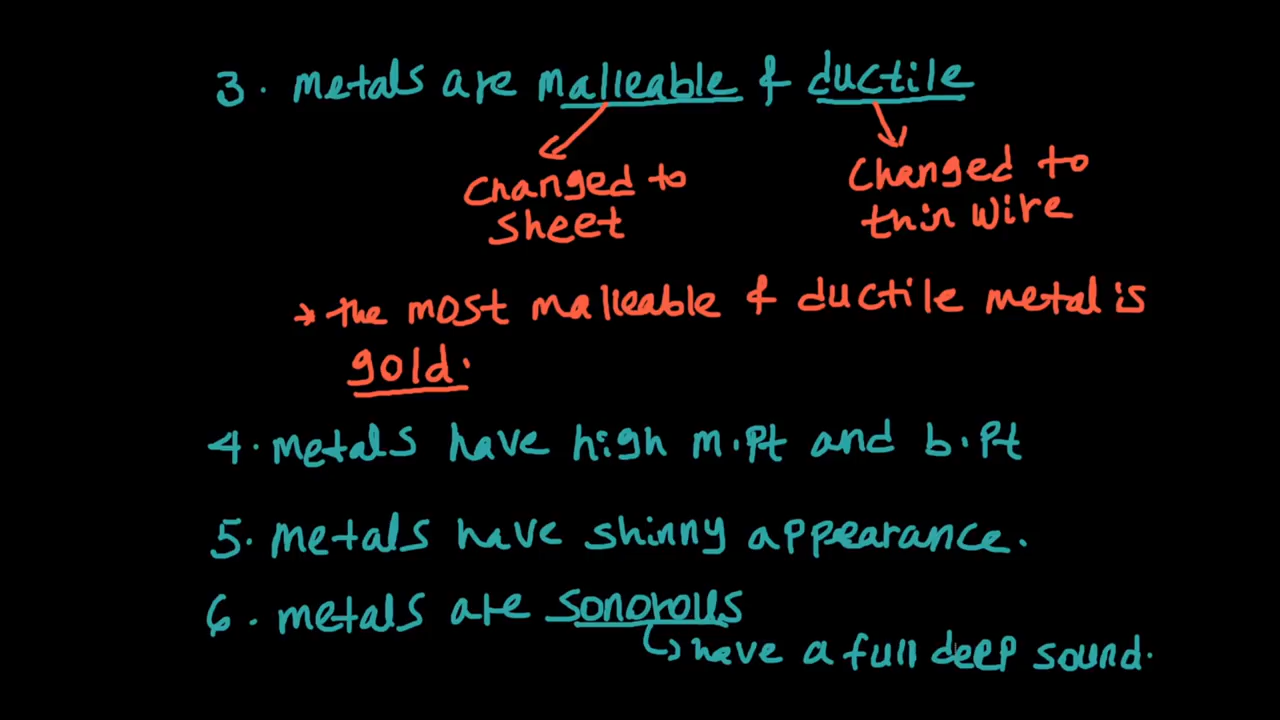 3. metals are malleable & ductile
Changed to
Sheet
Changed to
thin wire
→ the most malleable & ductile metal is
gold.
4. metals have high m.pt and b.pt
5. metals have shinny appearance.
6. metals are sonorous
↳ have a full deep sound.